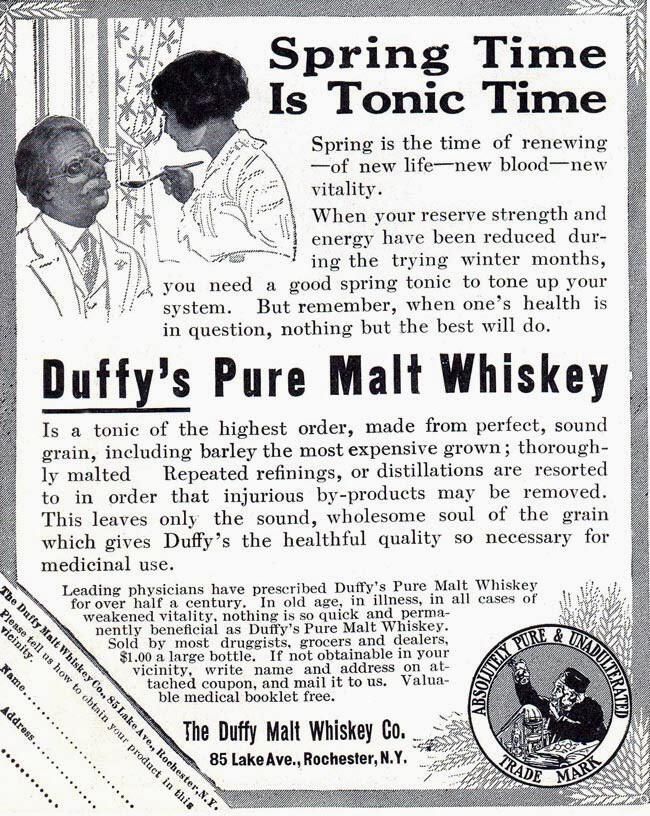 Spring Time
Is Tonic Time
Spring is the time of renewing
—of new life—new blood—new
vitality.
When your reserve strength and
energy have been reduced dur-
ing the trying winter months,
you need a good spring tonic to tone up your
system. But remember, when one's health is
in question, nothing but the best will do.
Duffy's Pure Malt Whiskey
Is a tonic of the highest order, made from perfect, sound
grain, including barley the most expensive grown; thorough-
ly malted Repeated refinings, or distillations are resorted
to in order that injurious by-products may be removed.
This leaves only the sound, wholesome soul of the grain
which gives Duffy's the healthful quality so necessary for
medicinal use.
Leading physicians have prescribed Duffy's Pure Malt Whiskey
for over half a century. In old age, in illness, in all cases of
weakened vitality, nothing is so quick and perma-
nently beneficial as Duffy's Pure Malt Whiskey.
Sold by most druggists, grocers and dealers,
$1.00 a large bottle. If not obtainable in your
vicinity, write name and address on at-
tached coupon, and mail it to us. Valua-
ble medical booklet free.
The Duffy Malt Whiskey Co.
85 Lake Ave., Rochester, N.Y.
The Duffy Malt Whiskey Co., 85 Lake Ave., Rochester, N.Y.
Please tell us how to obtain your product in this
vicinity.
Name
Address
ABSOLUTELY PURE & UNADULTERATED
TRADE MARK